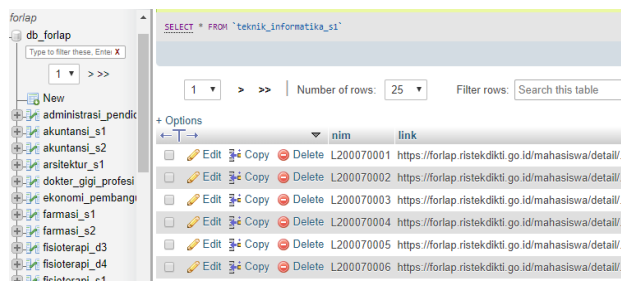 forlap
db_forlap
Type to filter these, Enter X
1 > >>
New
administrasi_pendic
akuntansi_s1
akuntansi_s2
arsitektur_s1
dokter_gigi_profesi
ekonomi_pembangu
farmasi_s1
farmasi_s2
fisioterapi_d3
fisioterapi_d4
fisioterapi_s1
SELECT * FROM `teknik_informatika_s1`
1 > >> Number of rows: 25 Filter rows: Search this table
+ Options
←T→ nim link
Edit Copy Delete L200070001 https://forlap.ristekdikti.go.id/mahasiswa/detail/
Edit Copy Delete L200070002 https://forlap.ristekdikti.go.id/mahasiswa/detail/
Edit Copy Delete L200070003 https://forlap.ristekdikti.go.id/mahasiswa/detail/
Edit Copy Delete L200070004 https://forlap.ristekdikti.go.id/mahasiswa/detail/
Edit Copy Delete L200070005 https://forlap.ristekdikti.go.id/mahasiswa/detail/
Edit Copy Delete L200070006 https://forlap.ristekdikti.go.id/mahasiswa/detail/